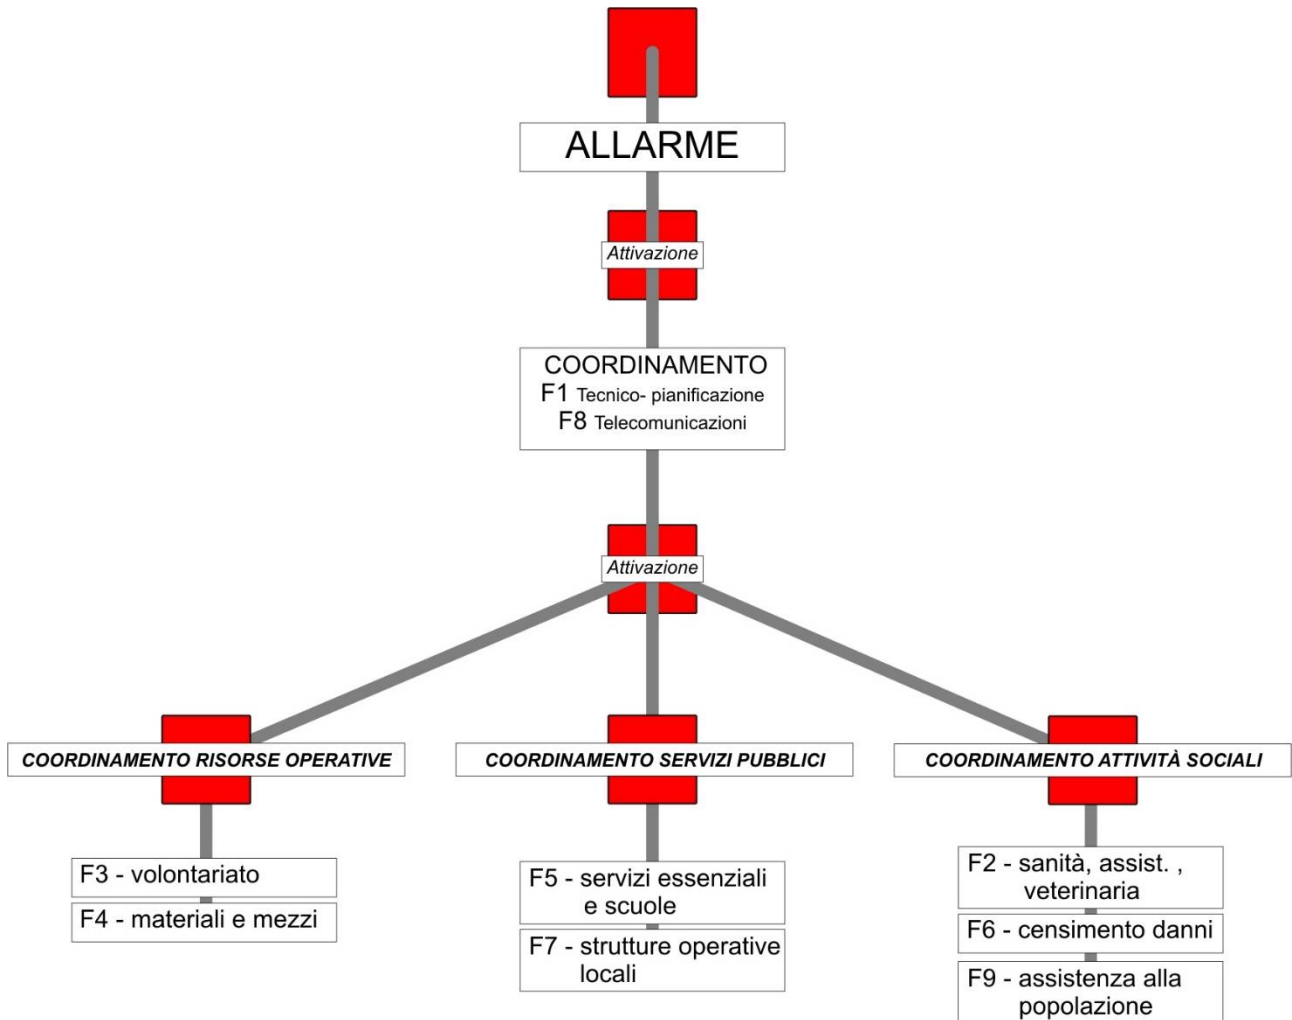 ALLARME
Attivazione
COORDINAMENTO
F1 Tecnico- pianificazione
F8 Telecomunicazioni
Attivazione
COORDINAMENTO RISORSE OPERATIVE
F3 - volontariato
F4 - materiali e mezzi
COORDINAMENTO SERVIZI PUBBLICI
F5 - servizi essenziali
e scuole
F7 - strutture operative
locali
COORDINAMENTO ATTIVITÀ SOCIALI
F2 - sanità, assist. ,
veterinaria
F6 - censimento danni
F9 - assistenza alla
popolazione